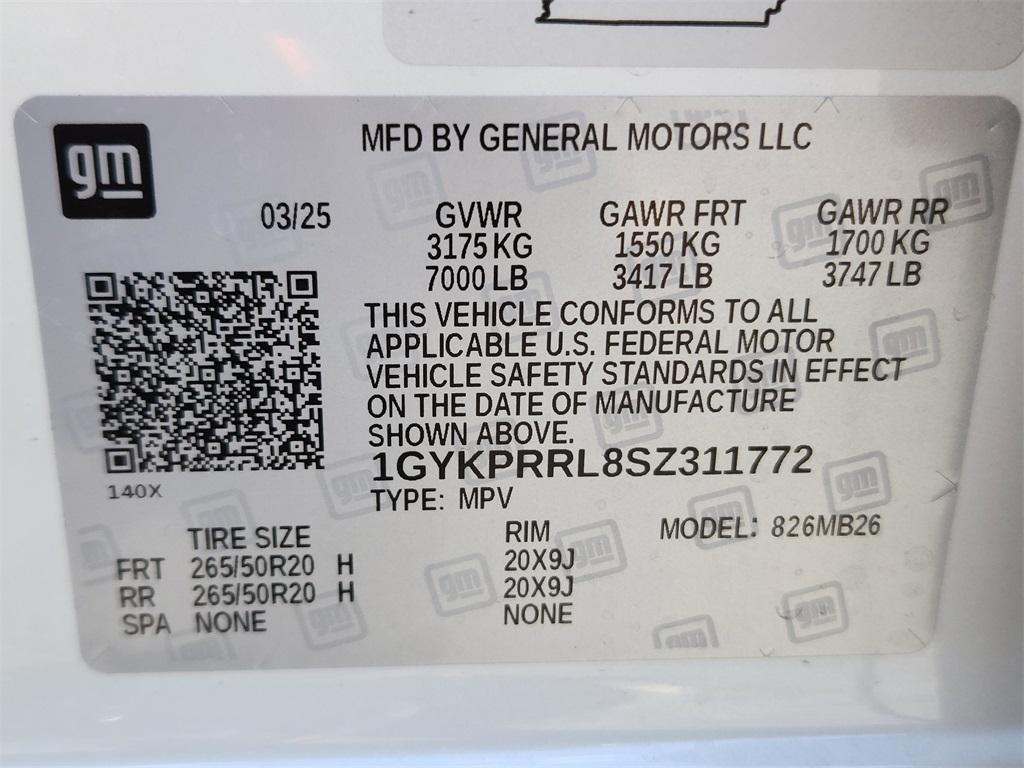 gm
MFD BY GENERAL MOTORS LLC
03/25 GVWR GAWR FRT GAWR RR
3175 KG 1550 KG 1700 KG
7000 LB 3417 LB 3747 LB
THIS VEHICLE CONFORMS TO ALL
APPLICABLE U.S. FEDERAL MOTOR
VEHICLE SAFETY STANDARDS IN EFFECT
ON THE DATE OF MANUFACTURE
SHOWN ABOVE.
1GYKPRRL8SZ311772
140X
TYPE: MPV
TIRE SIZE RIM MODEL: 826MB26
FRT 265/50R20 H 20X9J
RR 265/50R20 H 20X9J
SPA NONE NONE